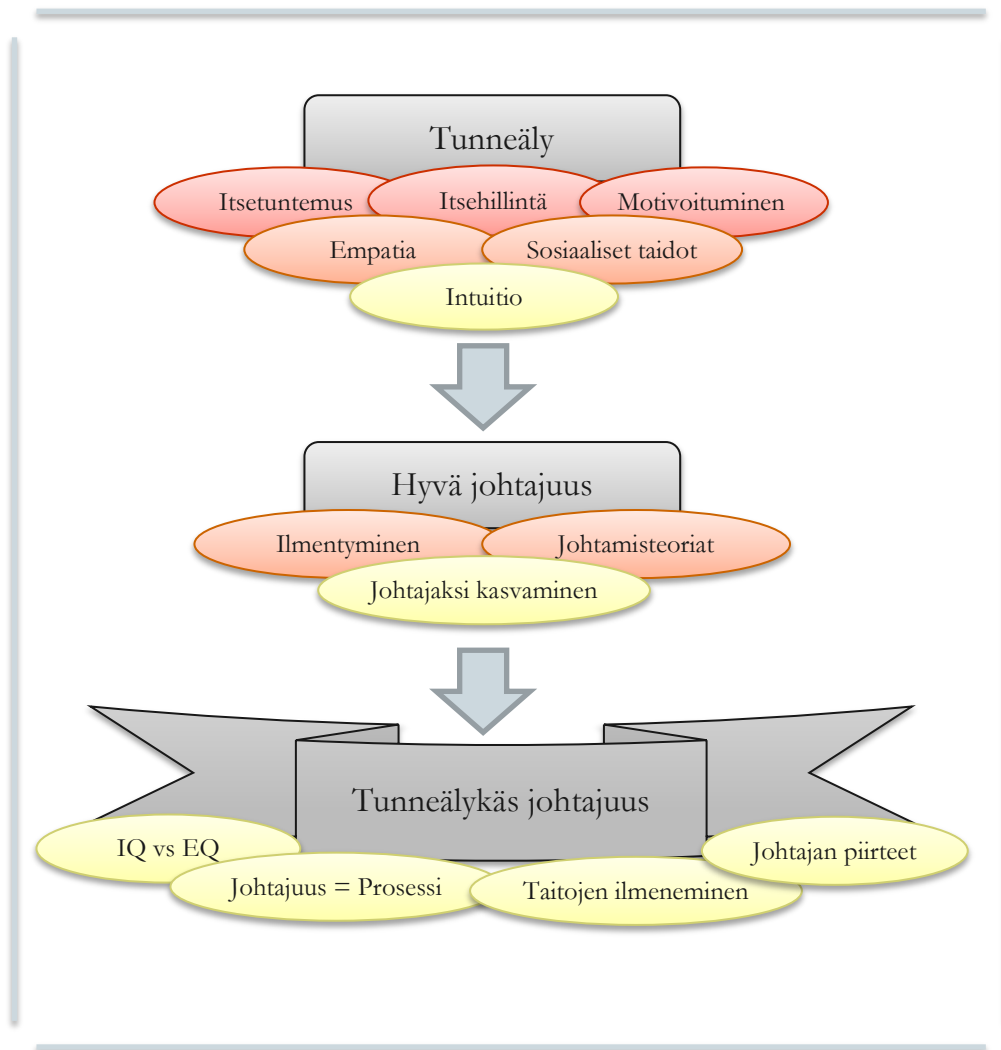 Tunneäly
Itsetuntemus
Itsehillintä
Motivoituminen
Empatia
Sosiaaliset taidot
Intuitio
Hyvä johtajuus
Ilmentyminen
Johtamisteoriat
Johtajaksi kasvaminen
Tunneälykäs johtajuus
IQ vs EQ
Johtajuus = Prosessi
Taitojen ilmeneminen
Johtajan piirteet